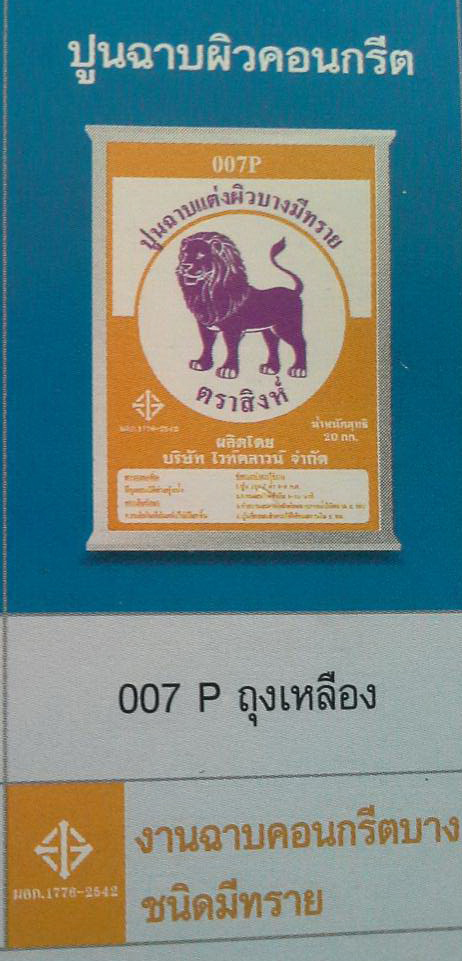 ปูนฉาบผิวคอนกรีต
007P
ปูนฉาบแต่งผิวบางมีทราย
ตราสิงห์
มอก.1776-2542
น้ำหนักสุทธิ
20 กก.
ผลิตโดย
บริษัท ไวท์คลาวน์ จำกัด
007 P ถุงเหลือง
มอก.1776-2542
งานฉาบคอนกรีตบาง
ชนิดมีทราย